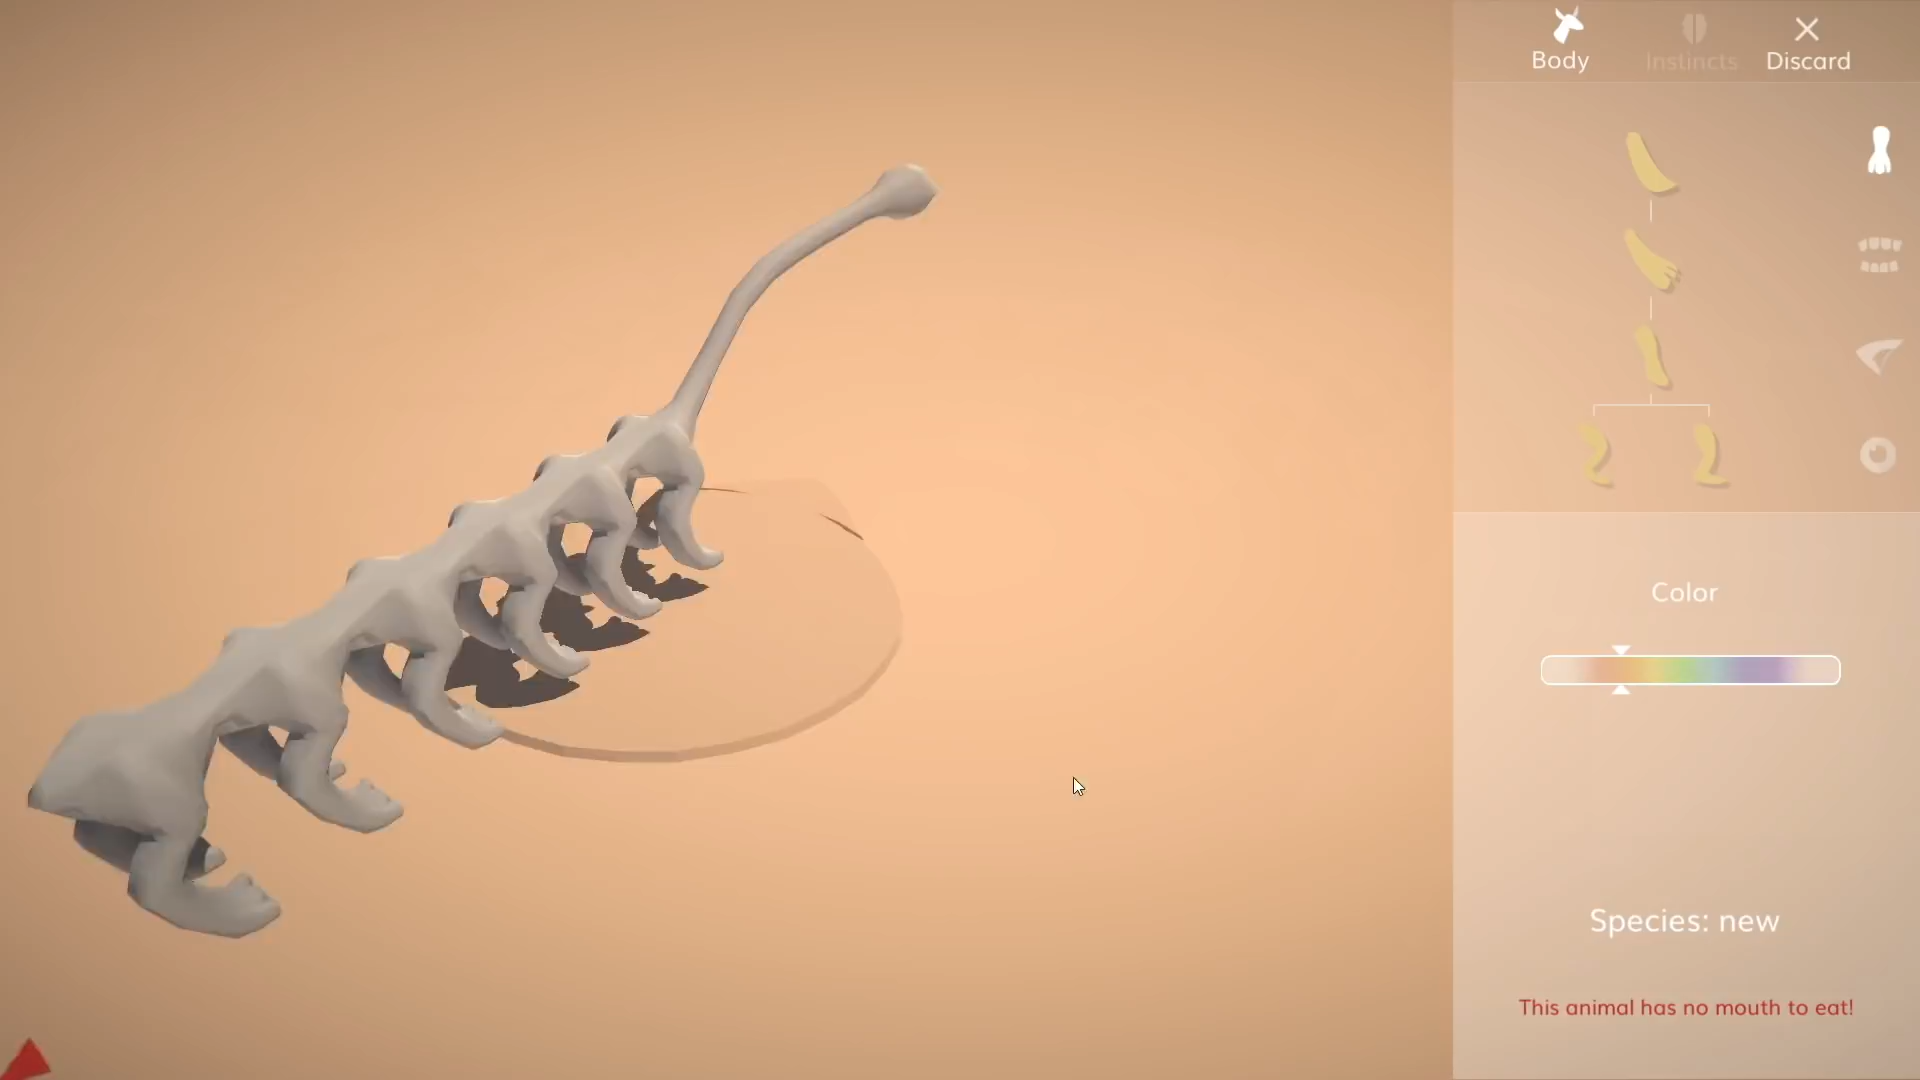 Body
Instincts
Discard
Color
Species: new
This animal has no mouth to eat!